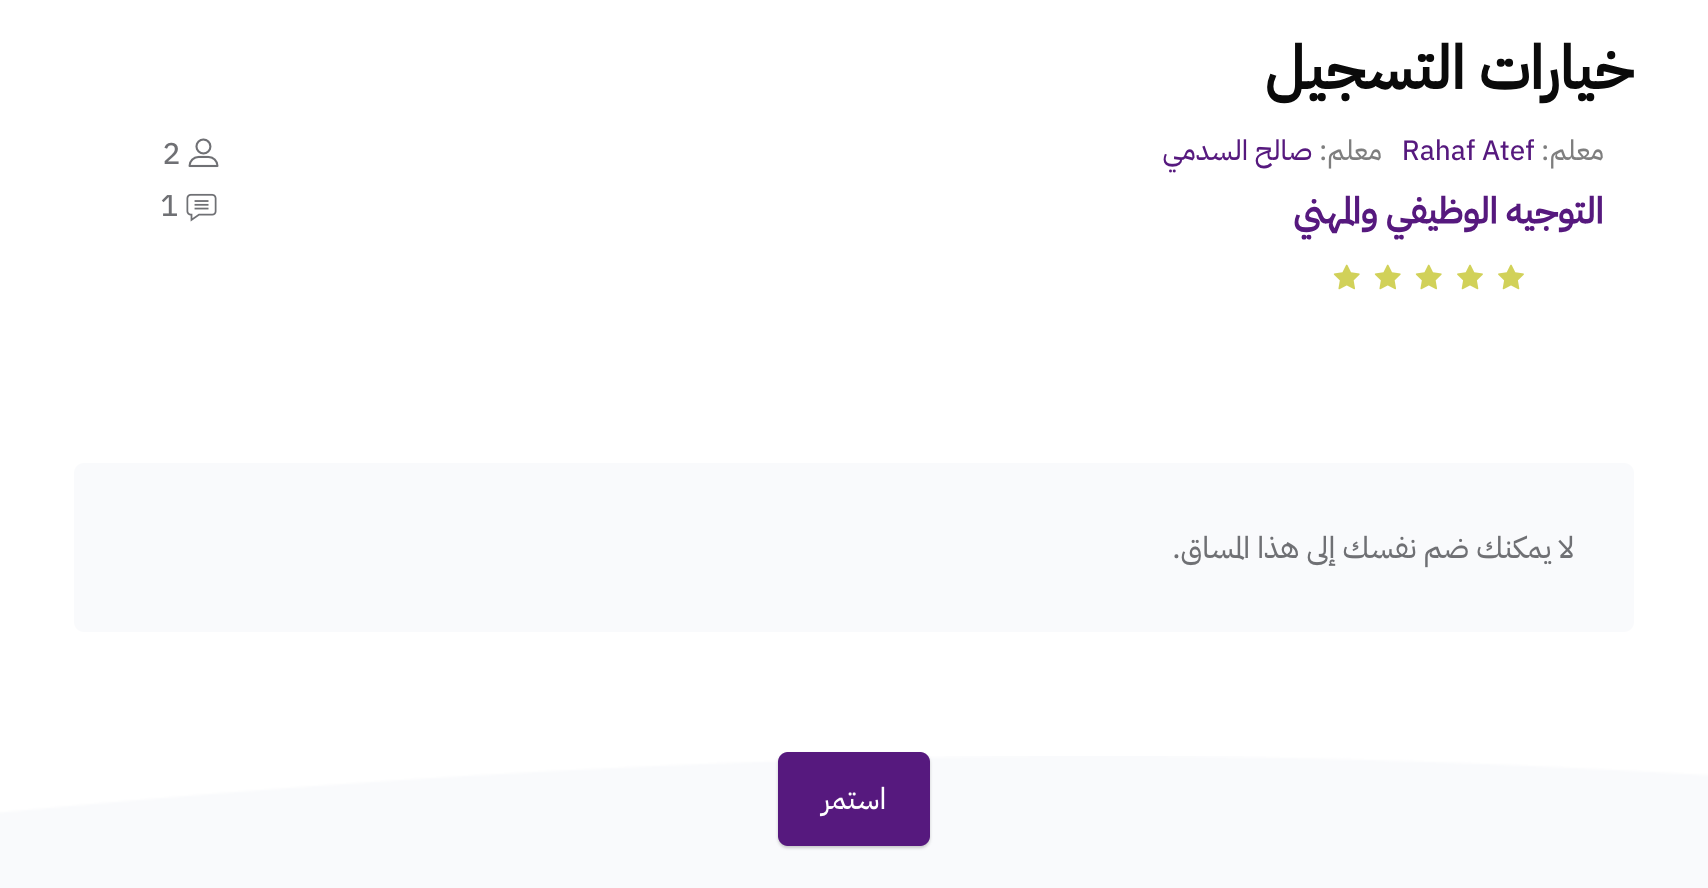 خيارات التسجيل
معلم: Rahaf Atef معلم: صالح السدمي
2
التوجيه الوظيفي والمهني
1
لا يمكنك ضم نفسك إلى هذا المساق.
استمر